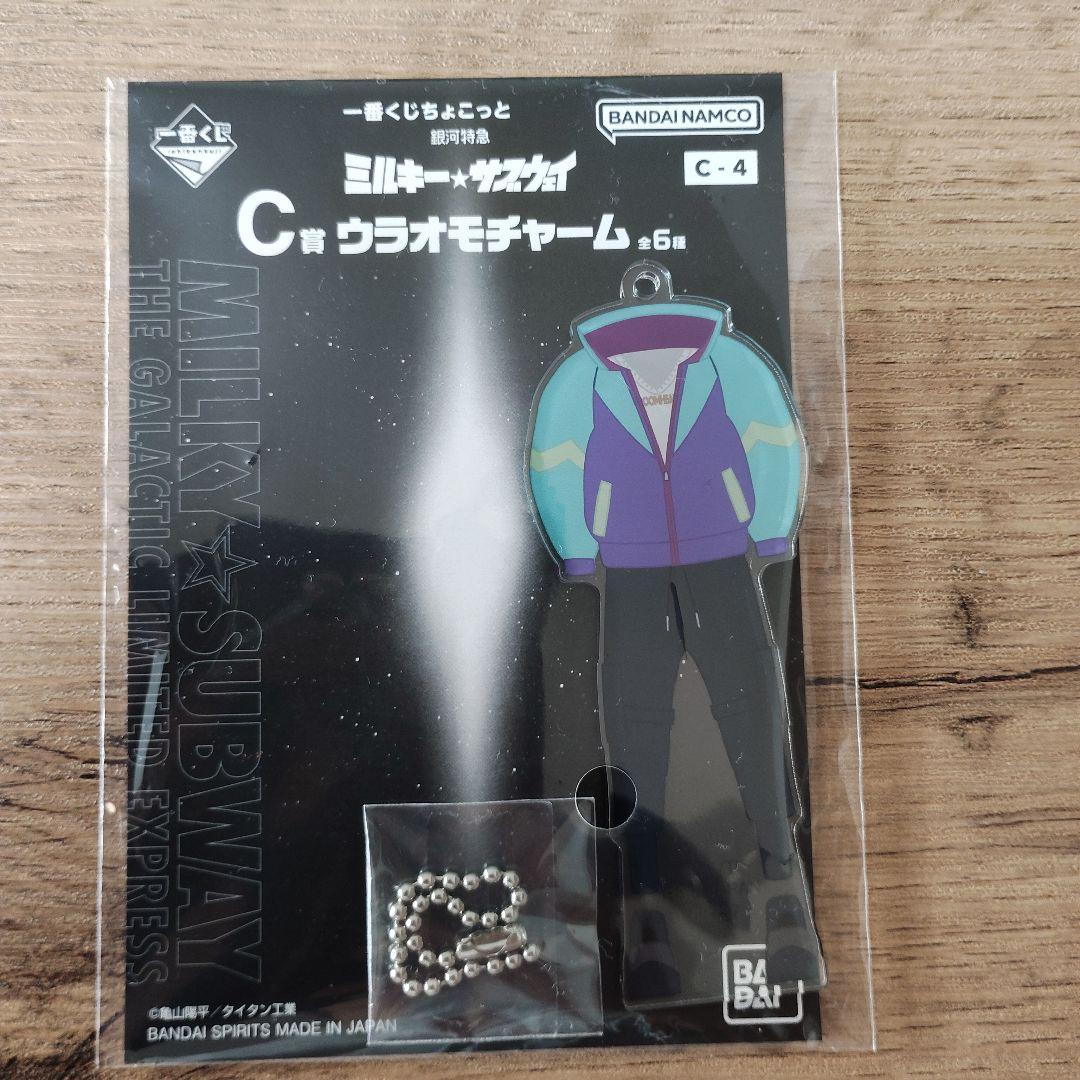 一番くじ
ichibankuji
一番くじちょこっと
BANDAI NAMCO
銀河特急
ミルキー☆サブウェイ
C-4
C賞 ウラオモチャーム 全6種
MILKY☆SUBWAY
THE GALACTIC LIMITED EXPRESS
©亀山陽平/タイタン工業
BANDAI SPIRITS MADE IN JAPAN
BANDAI